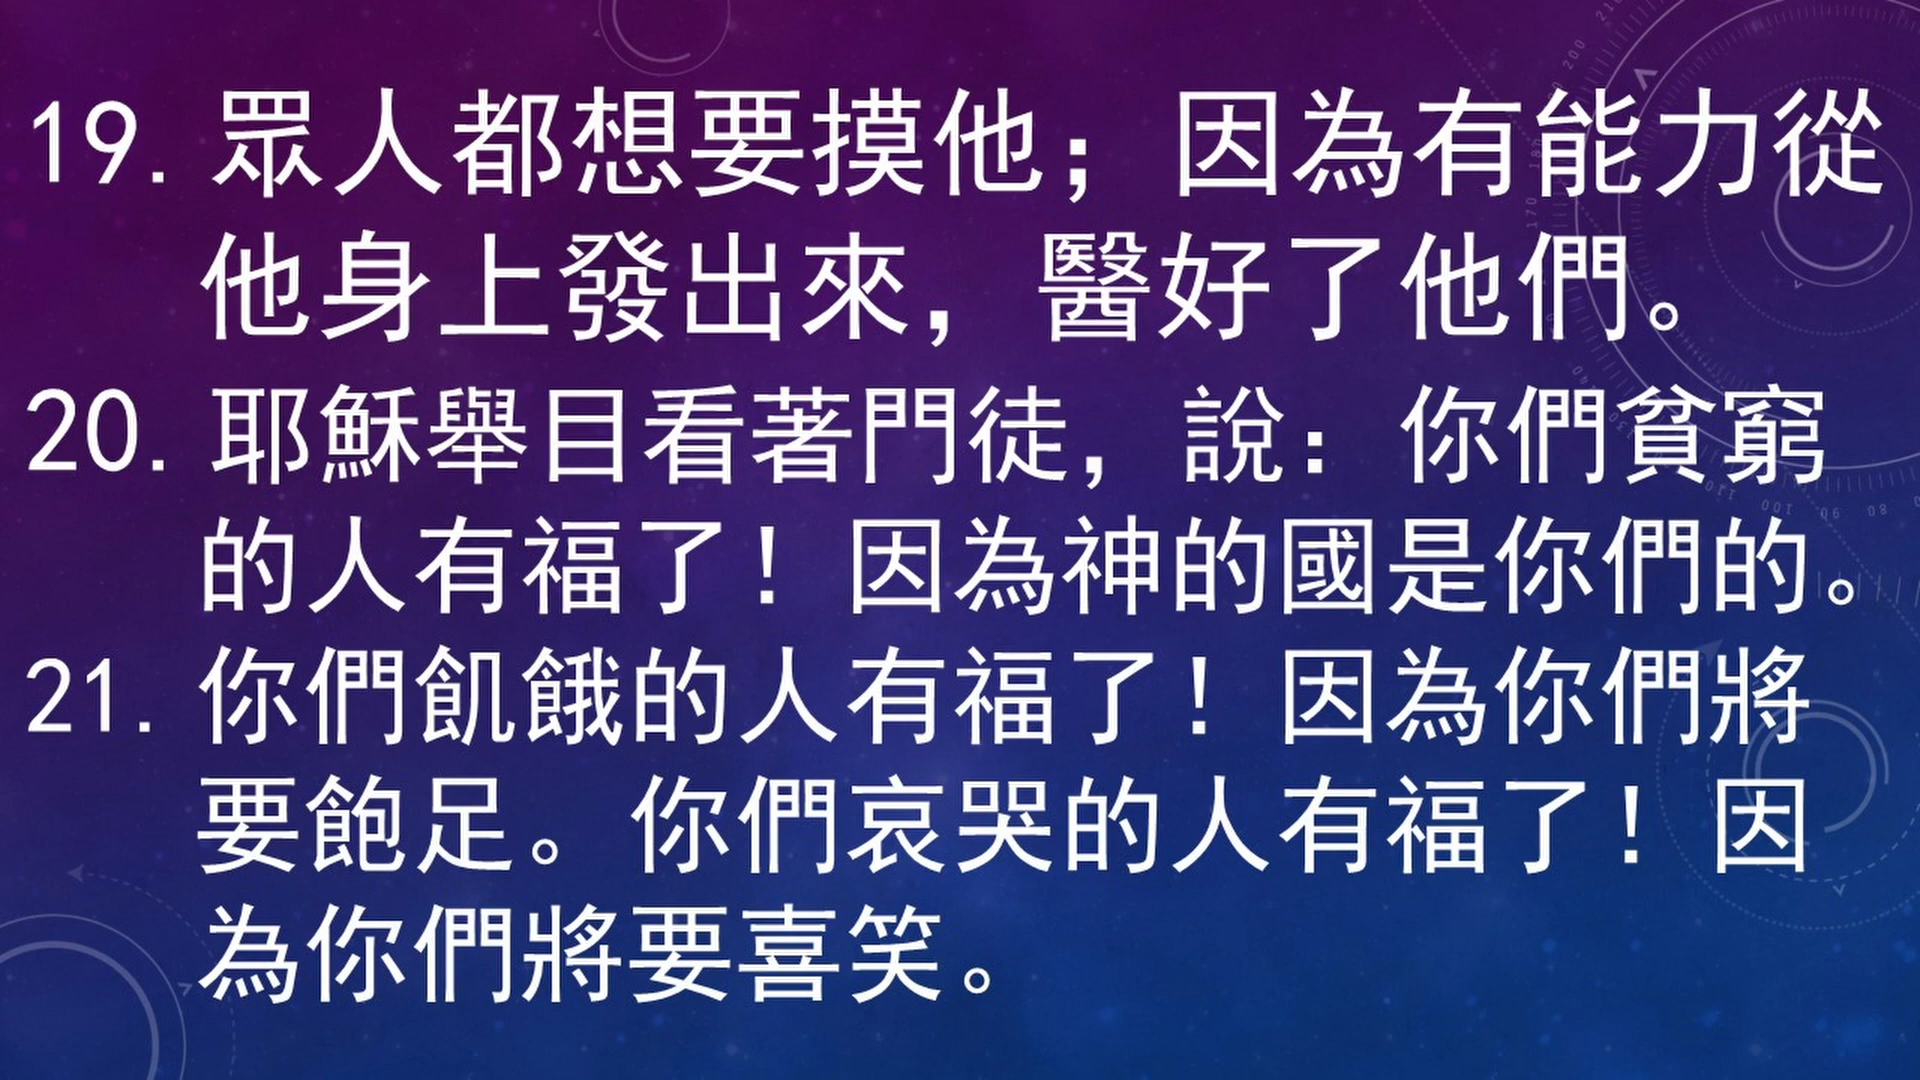 19. 眾人都想要摸他；因為有能力從
他身上發出來，醫好了他們。
20. 耶穌舉目看著門徒，說：你們貧窮
的人有福了！因為神的國是你們的。
21. 你們飢餓的人有福了！因為你們將
要飽足。你們哀哭的人有福了！因
為你們將要喜笑。